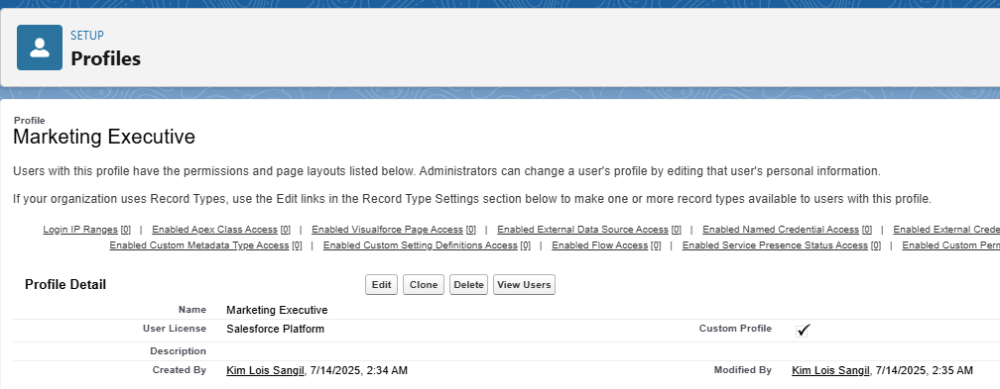 SETUP
Profiles
Profile
Marketing Executive
Users with this profile have the permissions and page layouts listed below. Administrators can change a user's profile by editing that user's personal information.
If your organization uses Record Types, use the Edit links in the Record Type Settings section below to make one or more record types available to users with this profile.
Login IP Ranges [0] | Enabled Apex Class Access [0] | Enabled Visualforce Page Access [0] | Enabled External Data Source Access [0] | Enabled Named Credential Access [0] | Enabled External Crede
Enabled Custom Metadata Type Access [0] | Enabled Custom Setting Definitions Access [0] | Enabled Flow Access [0] | Enabled Service Presence Status Access [0] | Enabled Custom Perm
Profile Detail Edit Clone Delete View Users
Name Marketing Executive
User License Salesforce Platform Custom Profile ✓
Description
Created By Kim Lois Sangil, 7/14/2025, 2:34 AM Modified By Kim Lois Sangil, 7/14/2025, 2:35 AM